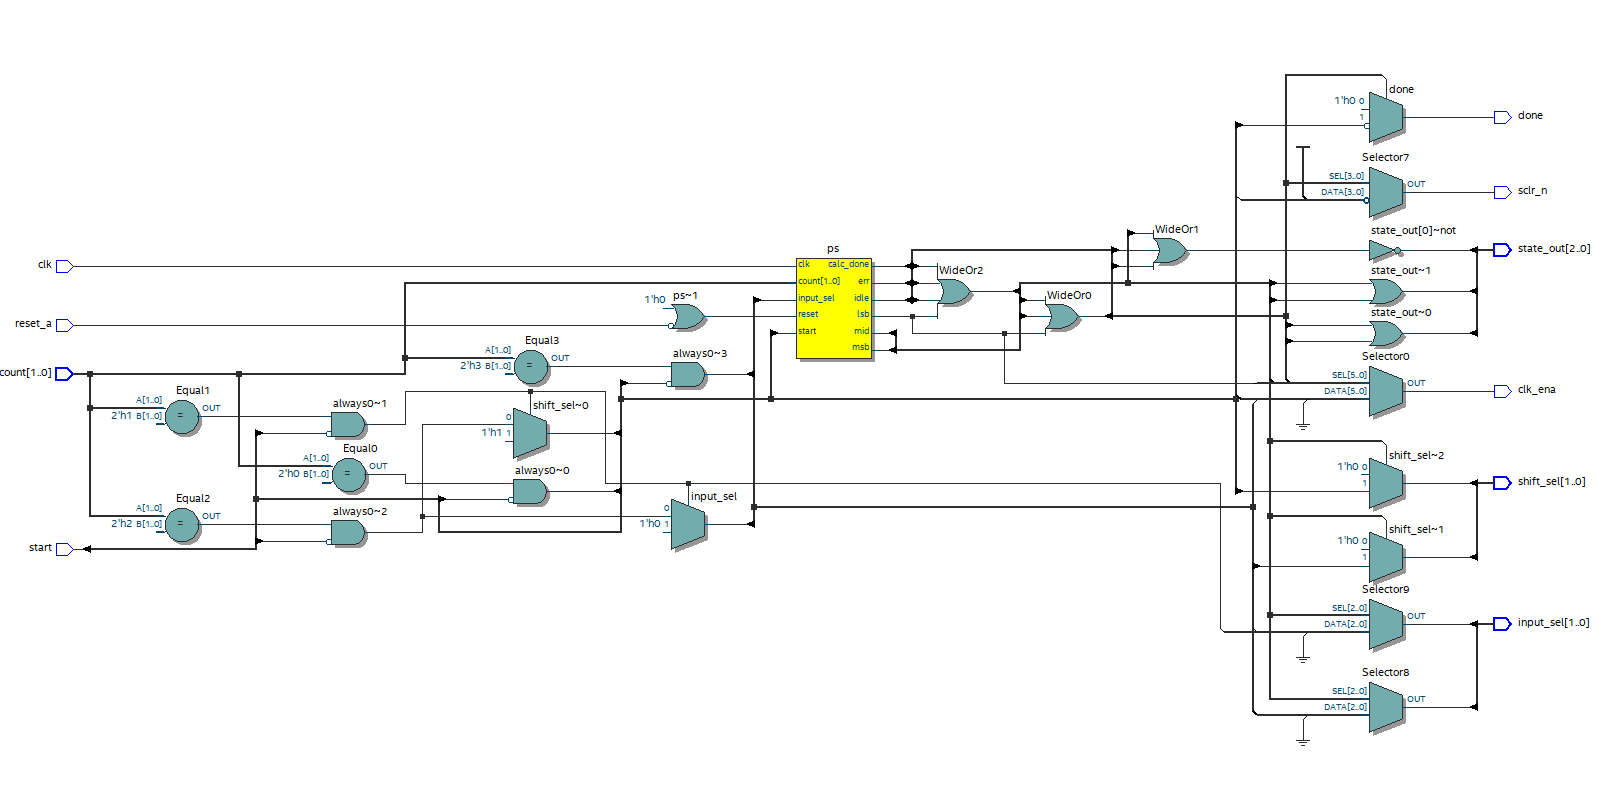 done
1'h0 0
1
done
Selector7
SEL[3..0]
DATA[3..0]
OUT
sclr_n
WideOr1
state_out[0]~not
state_out[2..0]
ps
clk
clk
calc_done
WideOr2
state_out~1
count[1..0]
err
1'h0
ps~1
input_sel
idle
WideOr0
reset_a
reset
lsb
state_out~0
start
mid
msb
Equal3
A[1..0]
2'h3 B[1..0]
=
OUT
always0~3
Selector0
SEL[5..0]
DATA[5..0]
OUT
clk_ena
count[1..0]
Equal1
A[1..0]
2'h1 B[1..0]
=
OUT
always0~1
shift_sel~0
0
1'h1 1
Equal0
A[1..0]
2'h0 B[1..0]
=
OUT
always0~0
shift_sel~2
1'h0 0
1
shift_sel[1..0]
Equal2
A[1..0]
2'h2 B[1..0]
=
OUT
always0~2
input_sel
0
1'h0 1
shift_sel~1
1'h0 0
1
start
Selector9
SEL[2..0]
DATA[2..0]
OUT
input_sel[1..0]
Selector8
SEL[2..0]
DATA[2..0]
OUT